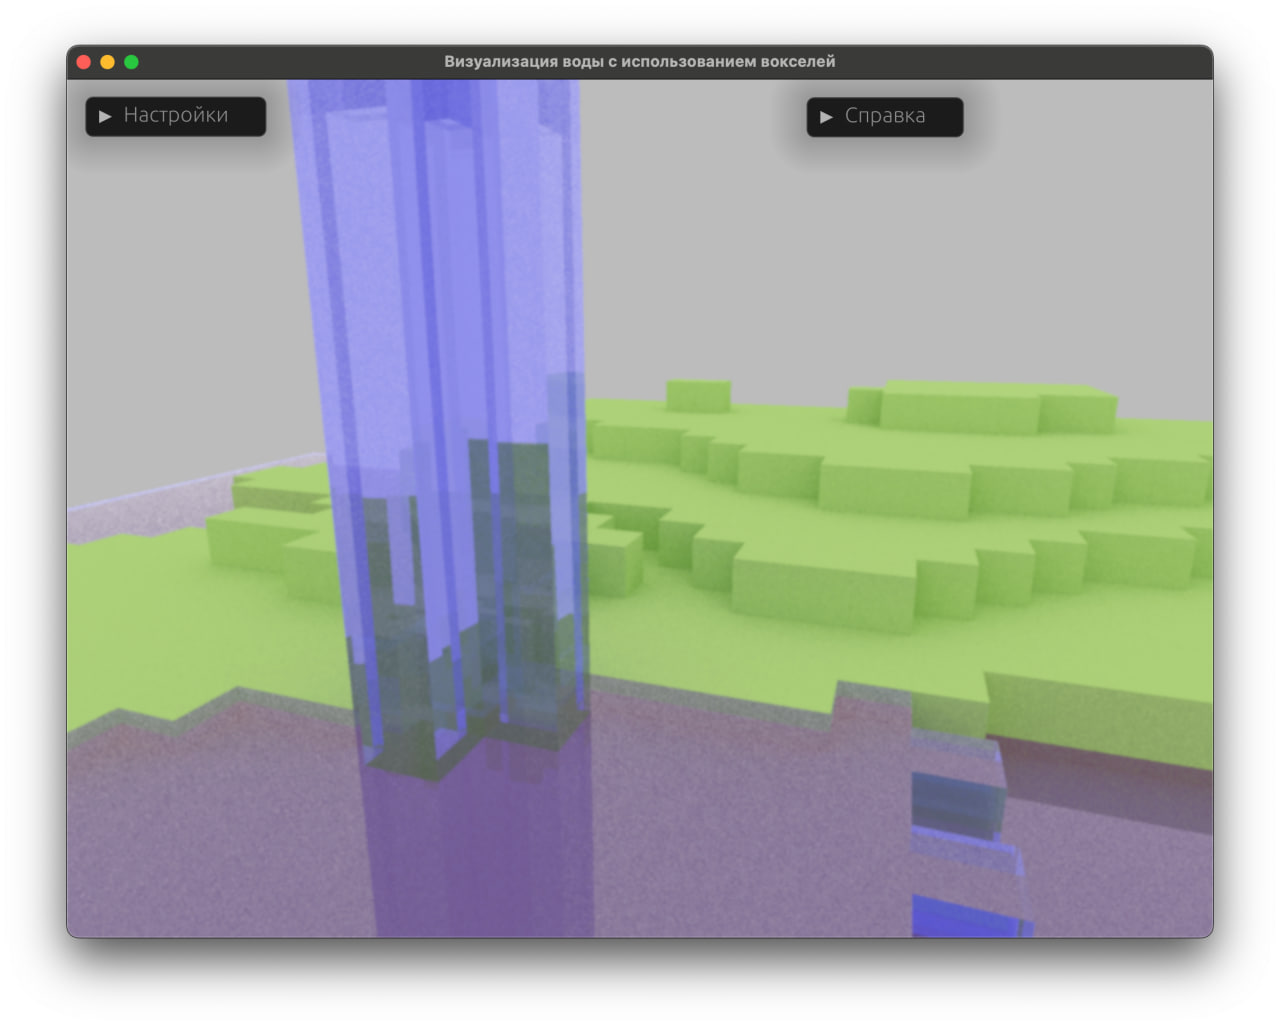 Визуализация воды с использованием вокселей
Настройки
Справка